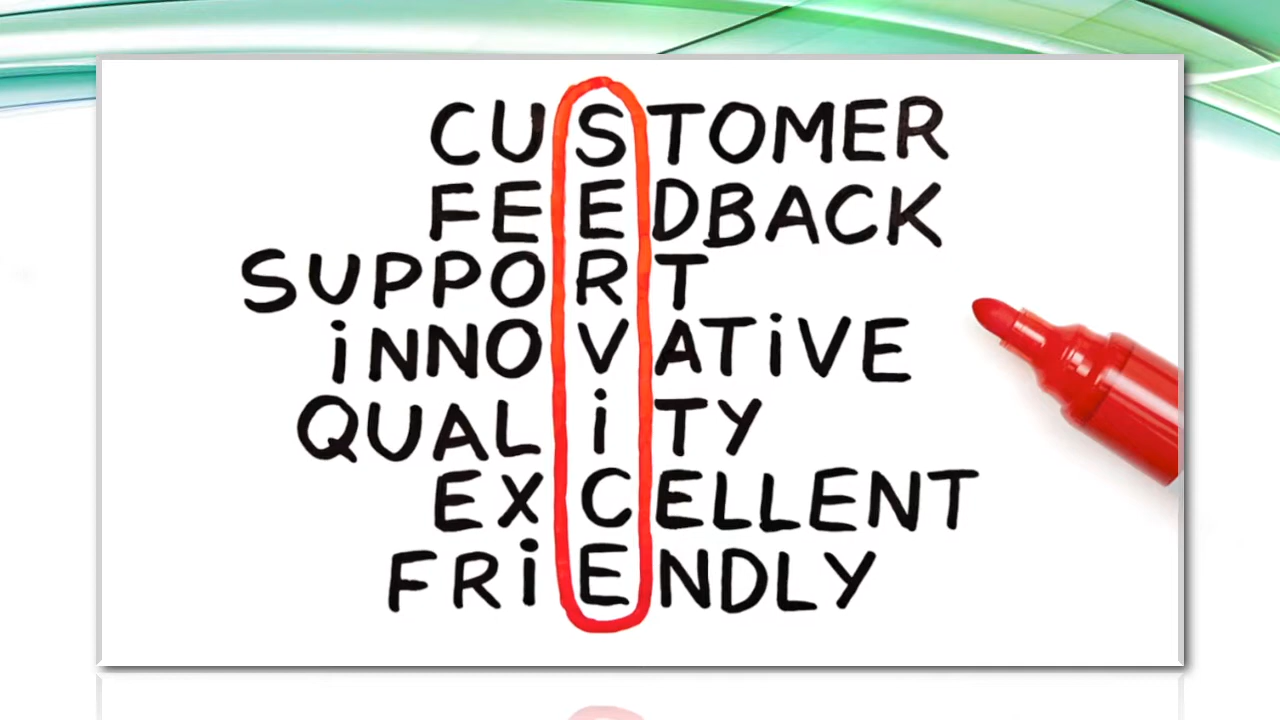 CUSTOMER
FEEDBACK
SUPPORT
iNNOVATiVE
QUALiTY
EXCELLENT
FRiENDLY